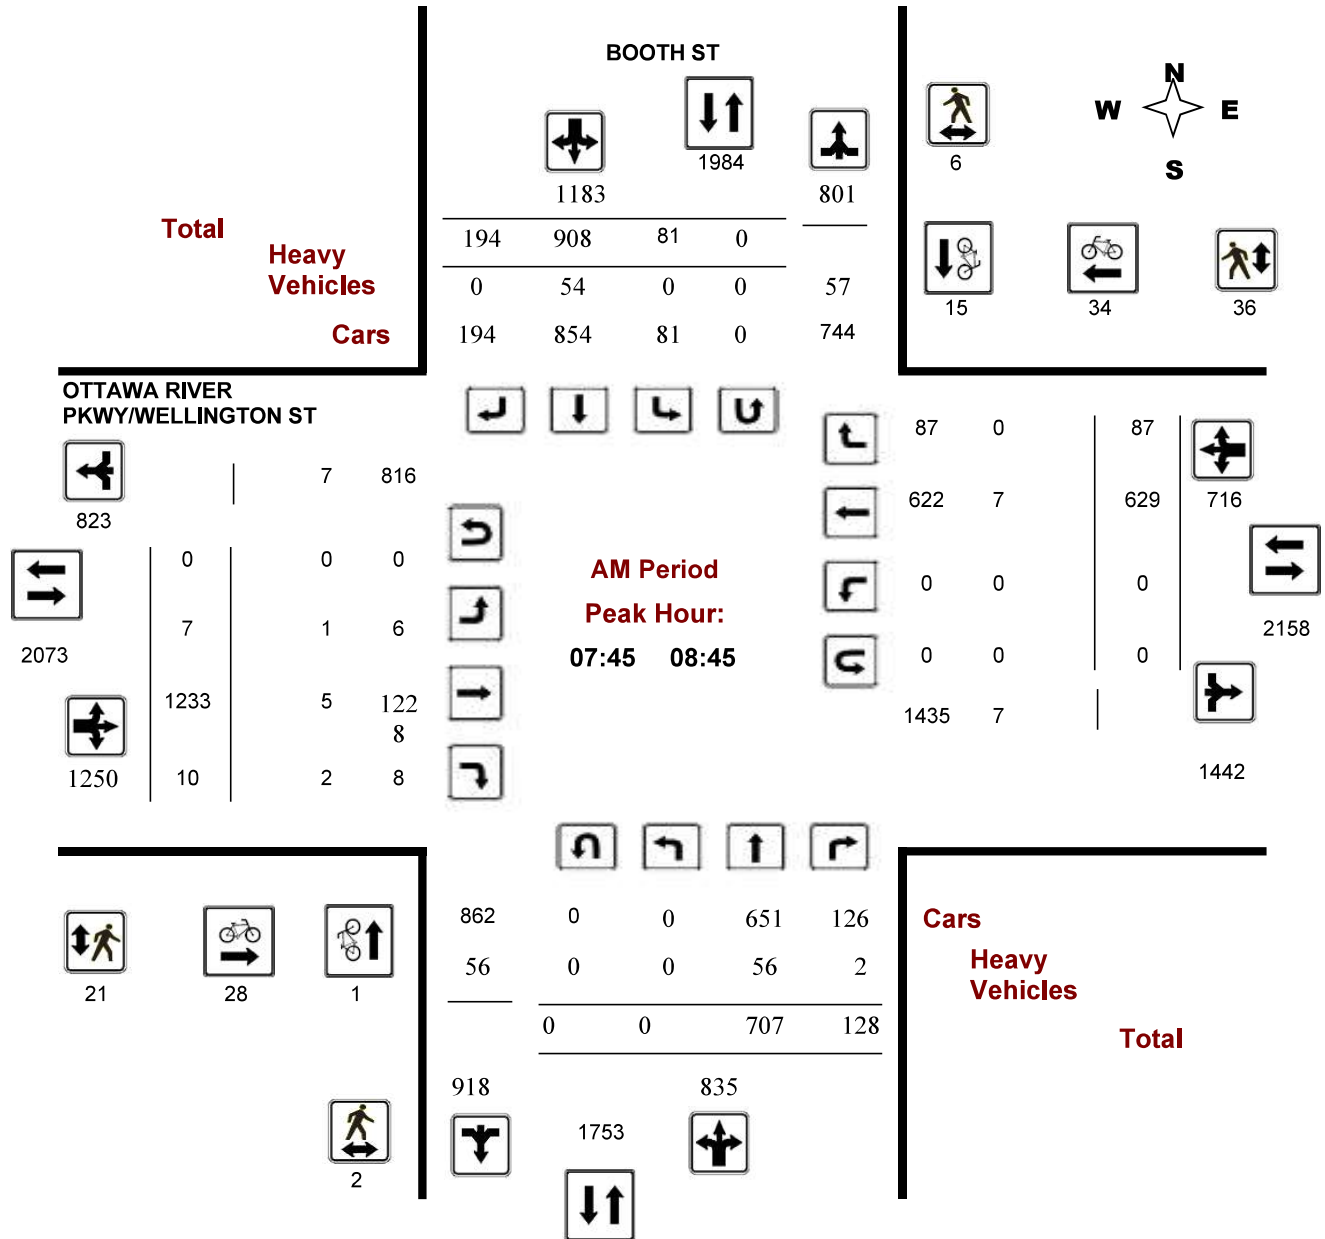 BOOTH ST
N
W E
S
1984
6
1183 801
Total
194 908 81 0
Heavy
Vehicles
0 54 0 0 57
15 34 36
Cars
194 854 81 0 744
OTTAWA RIVER
PKWY/WELLINGTON ST
87 0 87
7 816
622 7 629 716
823
0 0 0
AM Period
0 0 0
Peak Hour:
7 1 6
2158
2073
07:45 08:45
0 0 0
1233 5 122
8
1435 7
1250 10 2 8
1442
862 0 0 651 126
Cars
56 0 0 56 2
Heavy
Vehicles
21 28 1
0 0 707 128
Total
918 835
1753
2